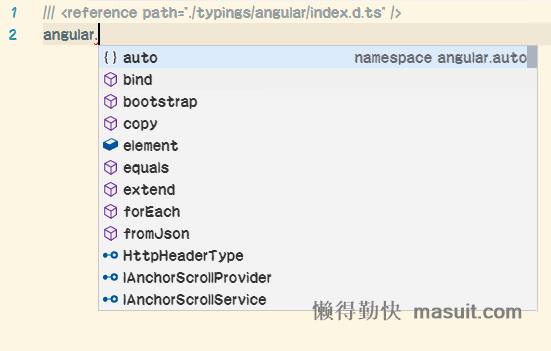 1 /// <reference path="./typings/angular/index.d.ts" />
2 angular.
{ } auto namespace angular.auto
bind
bootstrap
copy
element
equals
extend
forEach
fromJson
HttpHeaderType
IAnchorScrollProvider
IAnchorScrollService
懒得勤快 masuit.com